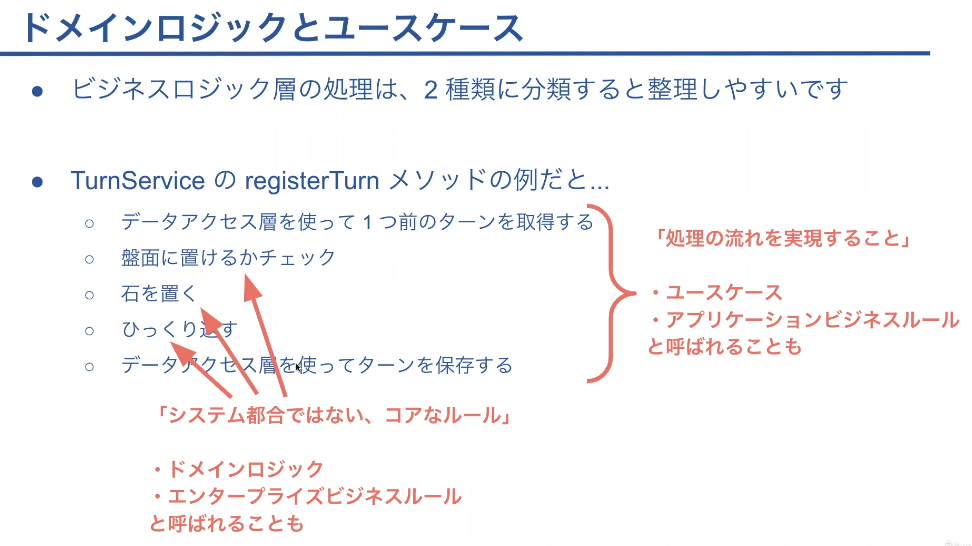 ドメインロジックとユースケース
● ビジネスロジック層の処理は、2 種類に分類すると整理しやすいです
● TurnService の registerTurn メソッドの例だと...
○ データアクセス層を使って 1 つ前のターンを取得する
○ 盤面に置けるかチェック
○ 石を置く
○ ひっくり返す
○ データアクセス層を使ってターンを保存する
「処理の流れを実現すること」
・ユースケース
・アプリケーションビジネスルール
と呼ばれることも
「システム都合ではない、コアなルール」
・ドメインロジック
・エンタープライズビジネスルール
と呼ばれることも